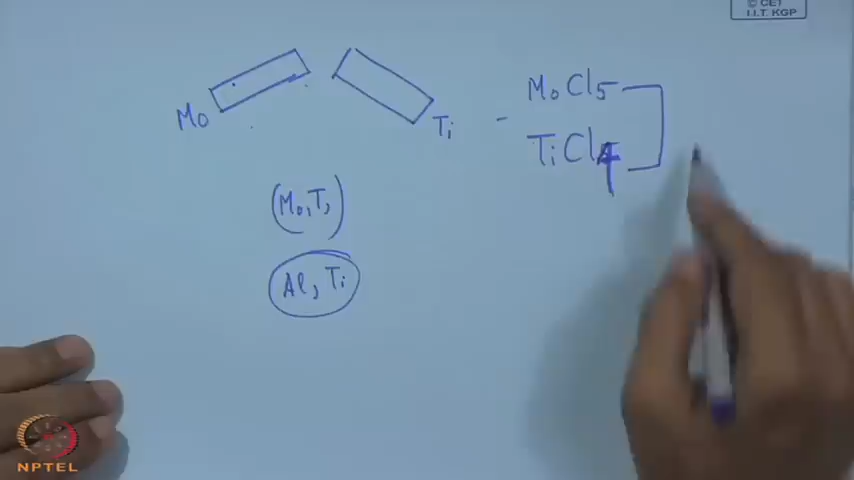 © CET
I.I.T. KGP
Mo
Ti
- MoCl5
TiCl4
(Mo, Ti)
Al, Ti
NPTEL